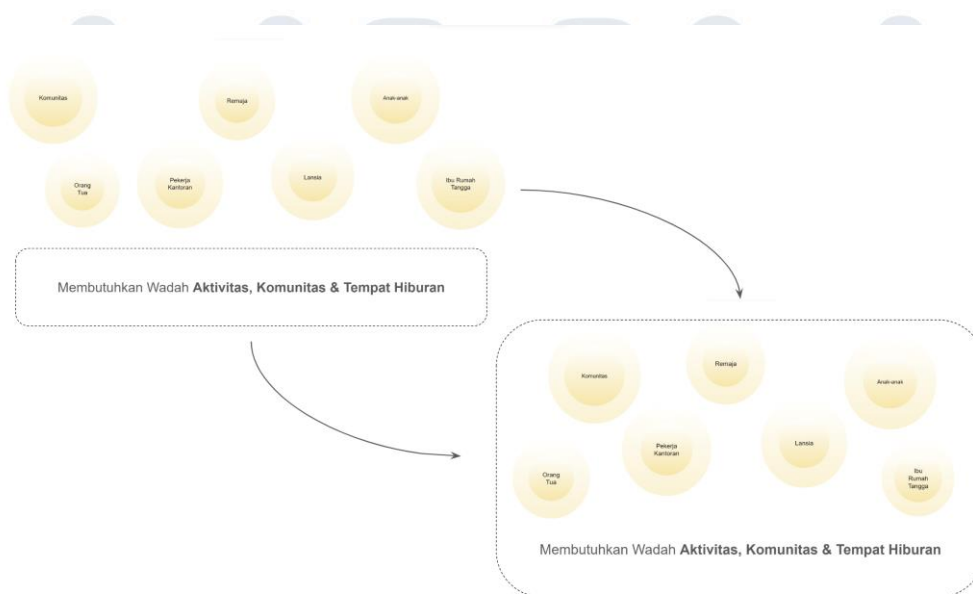 Komunitas
Remaja
Anak-anak
Orang
Tua
Pekerja
Kantoran
Lansia
Ibu Rumah
Tangga
Membutuhkan Wadah Aktivitas, Komunitas & Tempat Hiburan
Komunitas
Remaja
Anak-anak
Orang
Tua
Pekerja
Kantoran
Lansia
Ibu
Rumah
Tangga
Membutuhkan Wadah Aktivitas, Komunitas & Tempat Hiburan